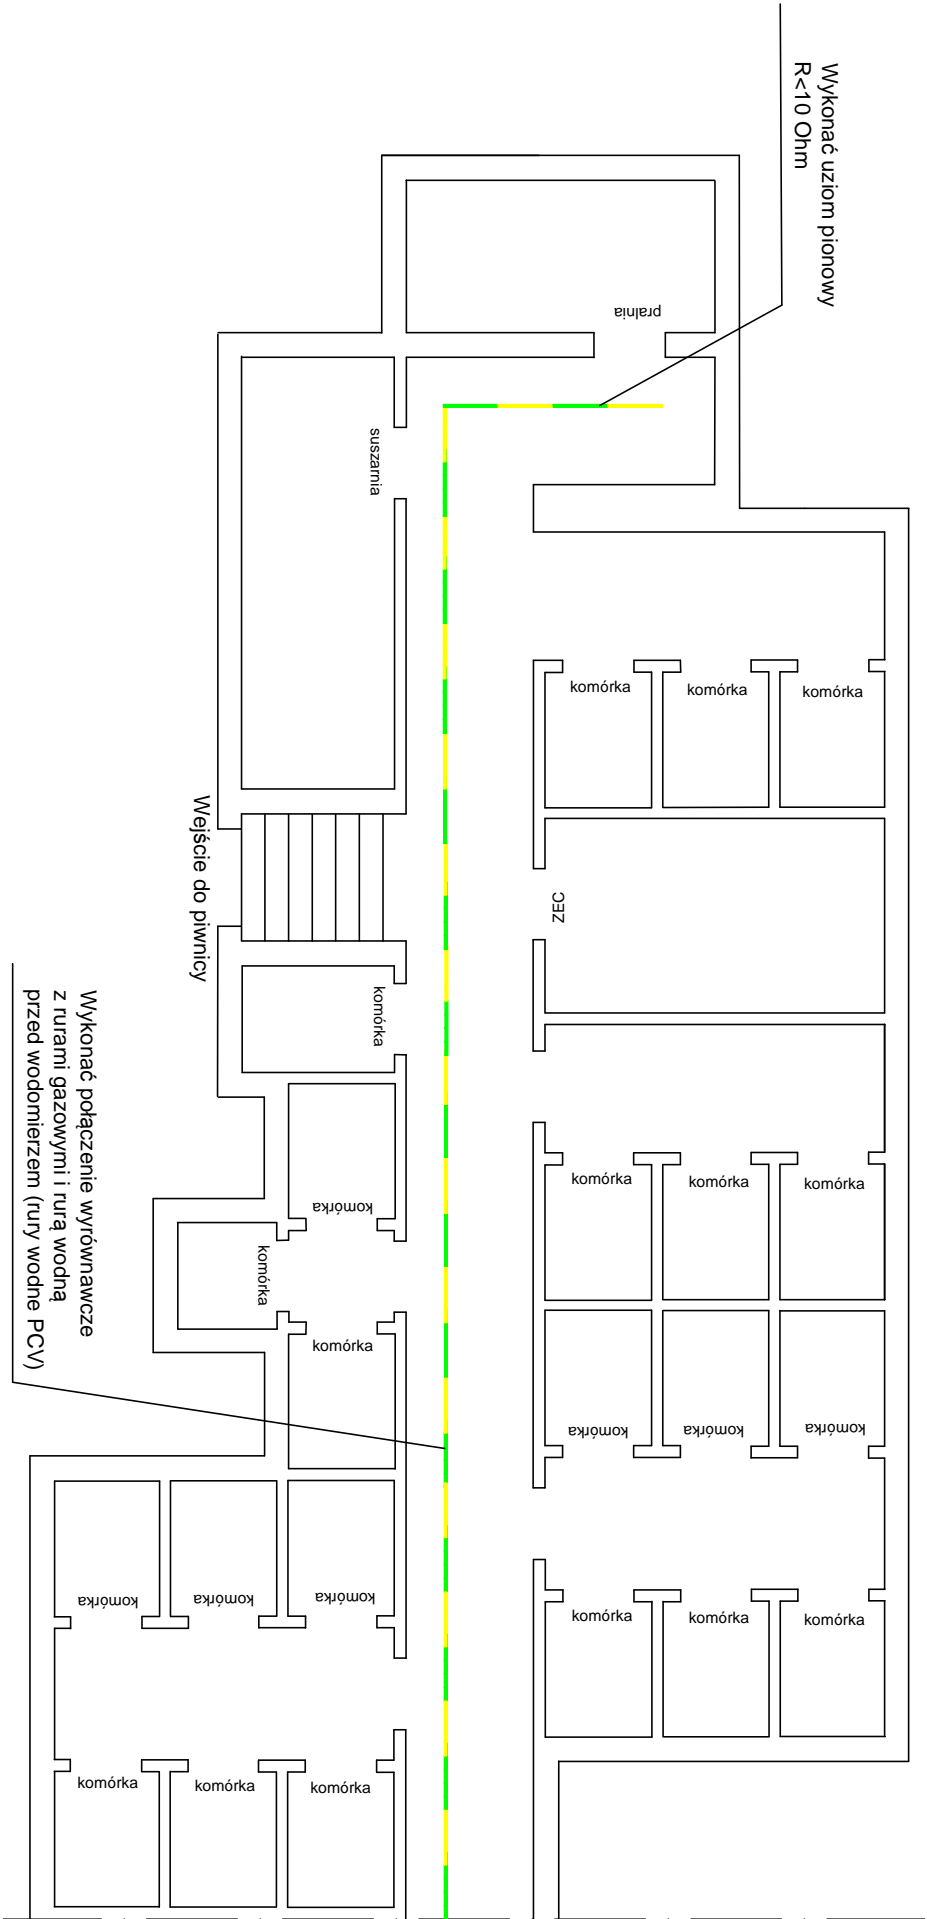 Wykonać uziom pionowy
R<10 Ohm
pralnia
suszarnia
komórka
komórka
komórka
Wejście do piwnicy
ZEC
komórka
komórka
komórka
komórka
komórka
komórka
komórka
komórka
Wykonać połączenie wyrównawcze
z rurami gazowymi i rurą wodną
przed wodomierzem (rury wodne PCV)
komórka
komórka
komórka
komórka
komórka
komórka
komórka
komórka
komórka
komórka
komórka
komórka